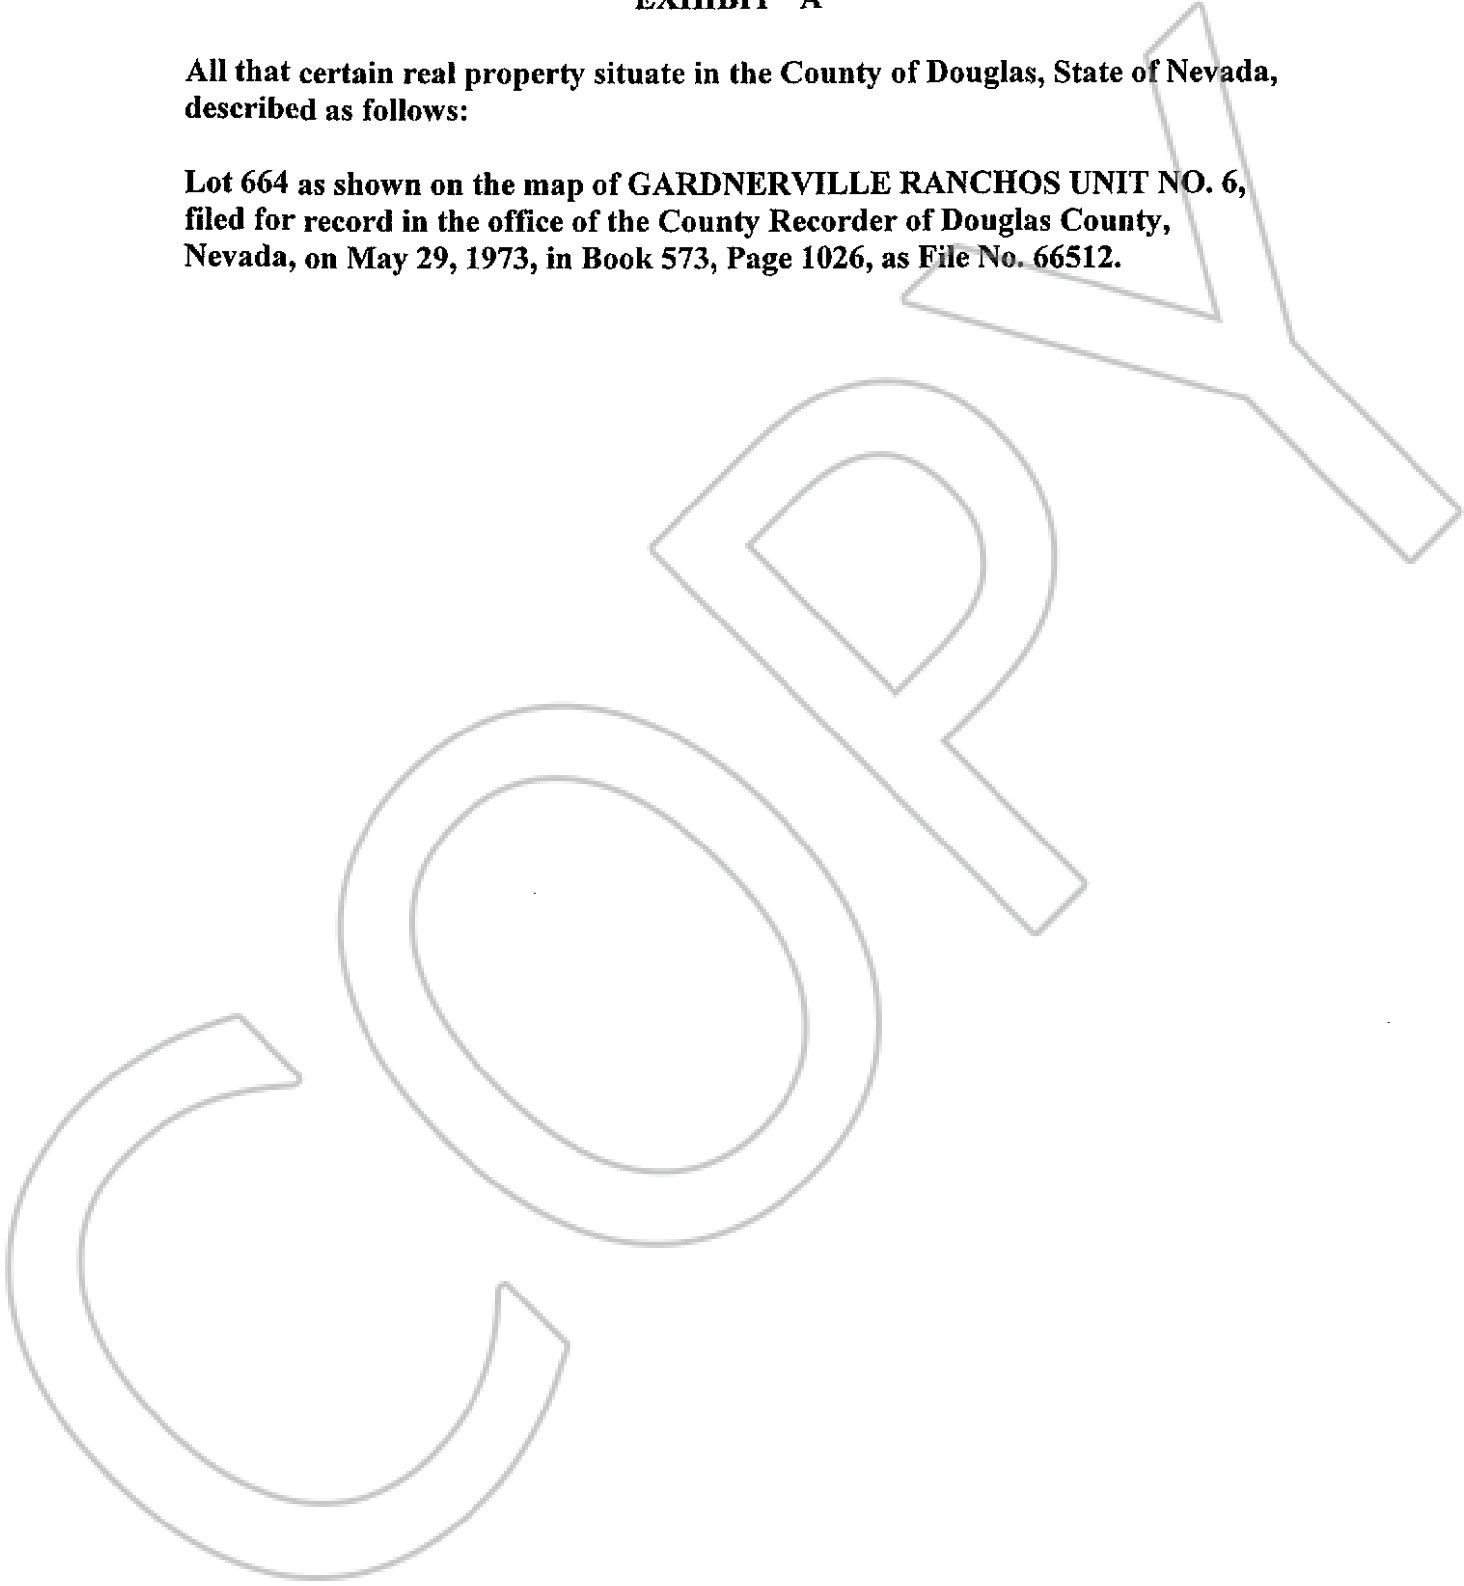 EXHIBIT "A"
All that certain real property situate in the County of Douglas, State of Nevada,
described as follows:
Lot 664 as shown on the map of GARDNERVILLE RANCHOS UNIT NO. 6,
filed for record in the office of the County Recorder of Douglas County,
Nevada, on May 29, 1973, in Book 573, Page 1026, as File No. 66512.
COPY